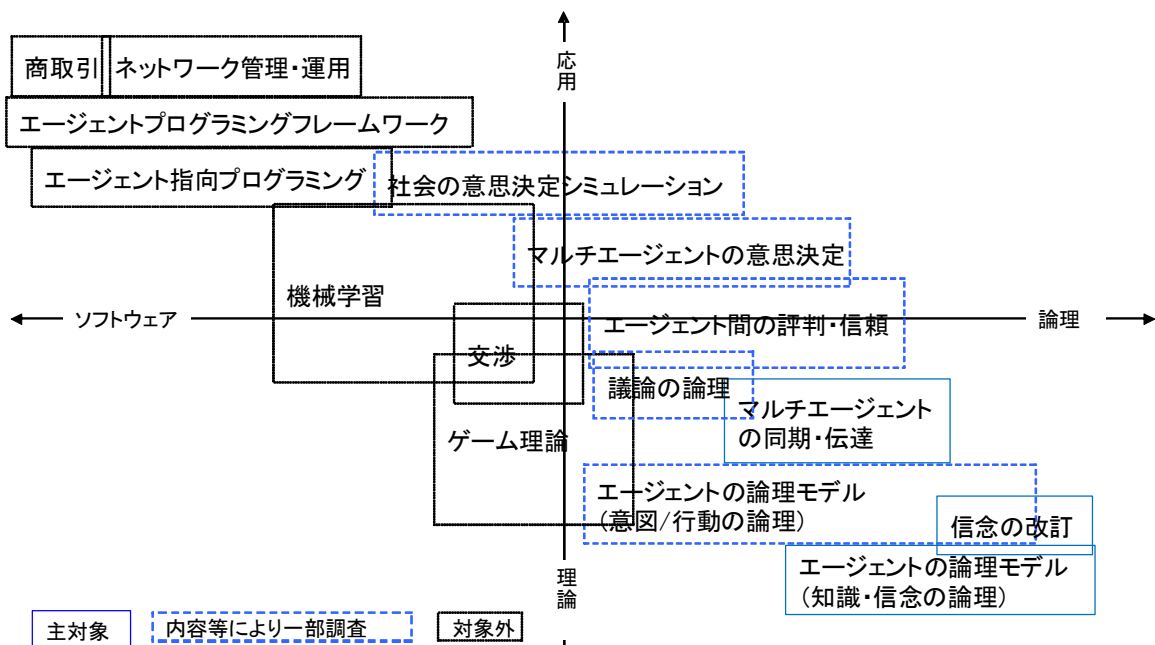 商取引
ネットワーク管理・運用
応用
エージェントプログラミングフレームワーク
エージェント指向プログラミング
社会の意思決定シミュレーション
マルチエージェントの意思決定
機械学習
ソフトウェア
エージェント間の評判・信頼
論理
交渉
議論の論理
マルチエージェント
の同期・伝達
ゲーム理論
エージェントの論理モデル
(意図/行動の論理)
信念の改訂
エージェントの論理モデル
(知識・信念の論理)
理論
主対象
内容等により一部調査
対象外